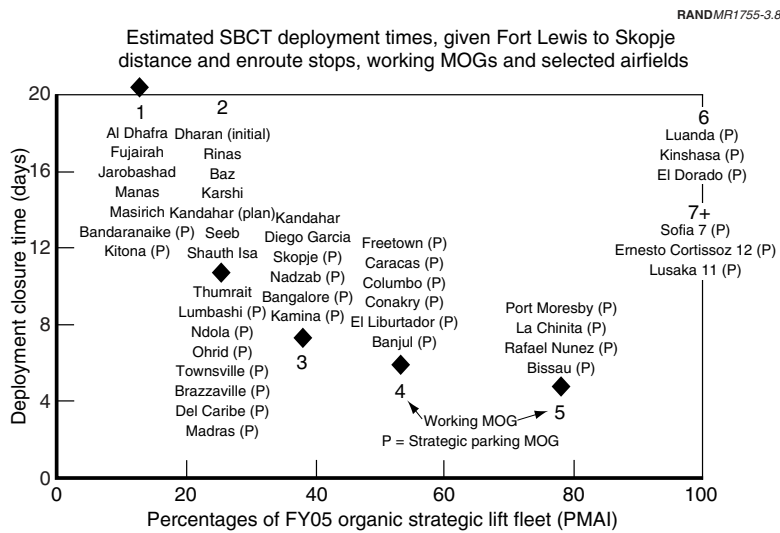 RANDMR1755-3.8
Estimated SBCT deployment times, given Fort Lewis to Skopje
distance and enroute stops, working MOGs and selected airfields
Deployment closure time (days)
20
16
12
8
4
0
1
Al Dhafra
Fujairah
Jarobashad
Manas
Masirich
Bandaranaike (P)
Kitona (P)
2
Dharan (initial)
Rinas
Baz
Karshi
Kandahar (plan)
Seeb
Shauth Isa
Thumrait
Lumbashi (P)
Ndola (P)
Ohrid (P)
Townsville (P)
Brazzaville (P)
Del Caribe (P)
Madras (P)
Kandahar
Diego Garcia
Skopje (P)
Nadzab (P)
Bangalore (P)
Kamina (P)
3
Freetown (P)
Caracas (P)
Columbo (P)
Conakry (P)
El Liburtador (P)
Banjul (P)
4
Port Moresby (P)
La Chinita (P)
Rafael Nunez (P)
Bissau (P)
5
Working MOG
P = Strategic parking MOG
6
Luanda (P)
Kinshasa (P)
El Dorado (P)
7+
Sofia 7 (P)
Ernesto Cortissoz 12 (P)
Lusaka 11 (P)
0 20 40 60 80 100
Percentages of FY05 organic strategic lift fleet (PMAI)